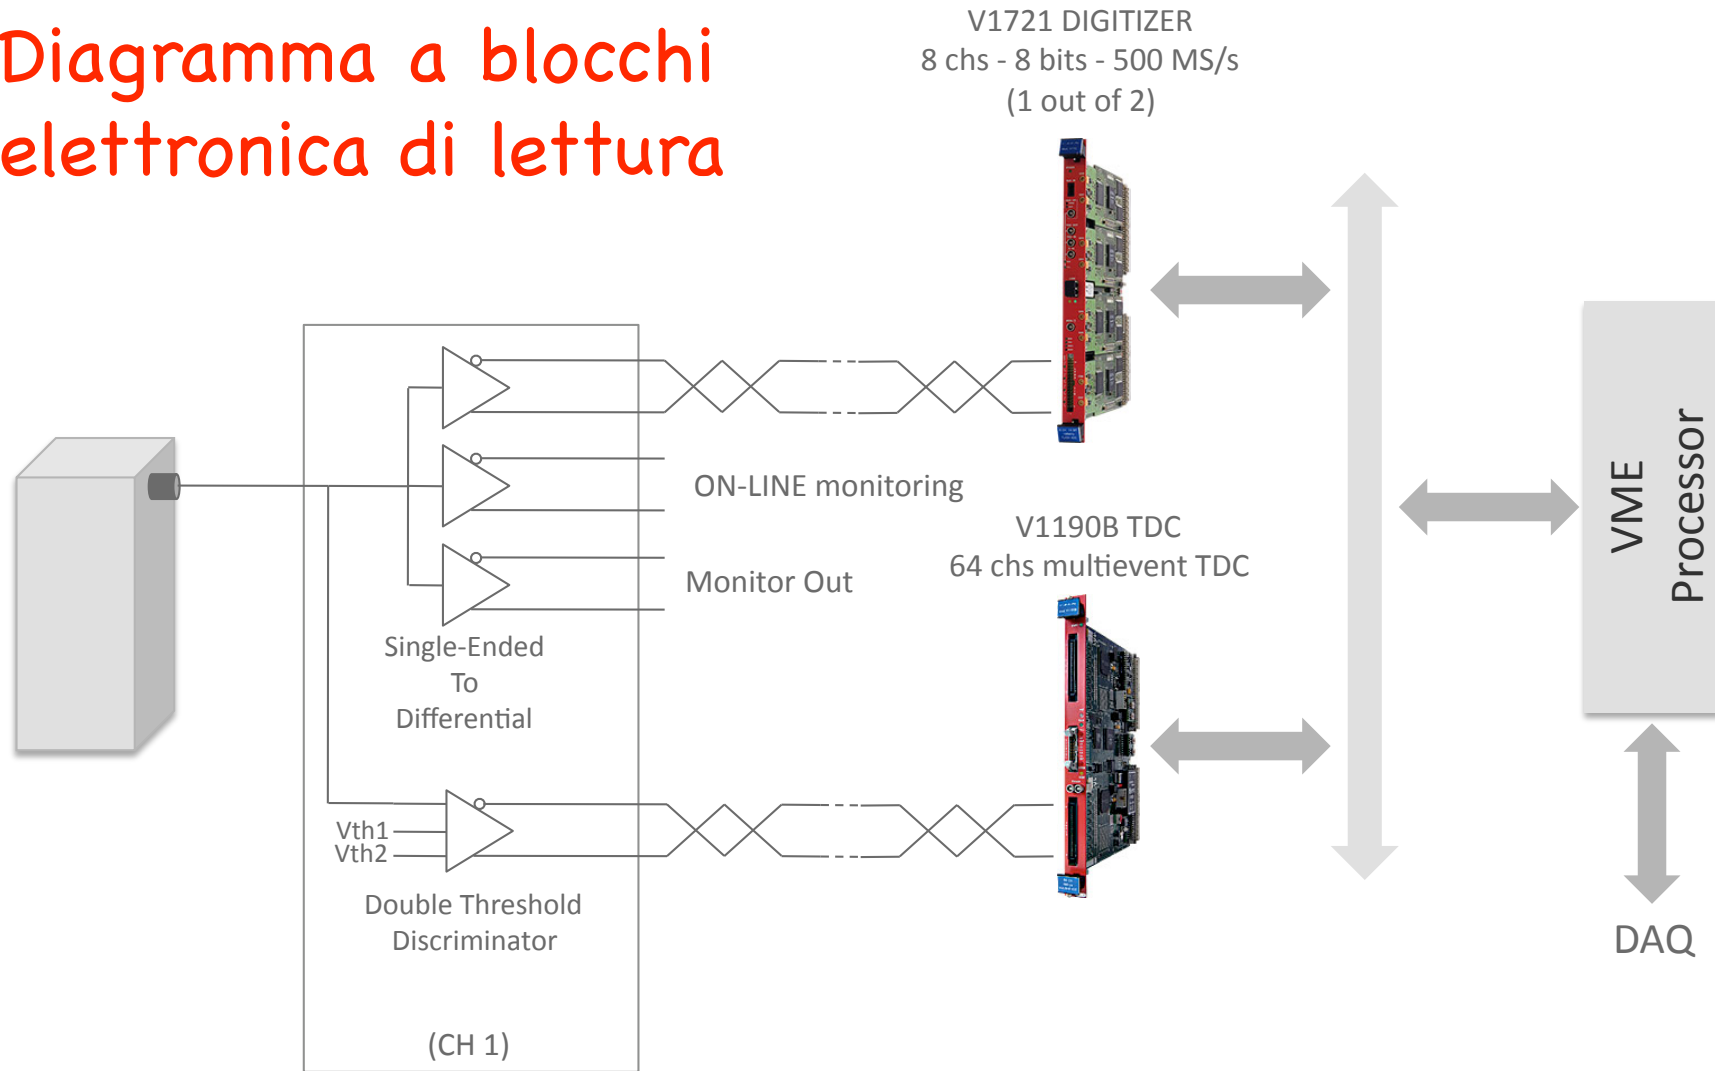 Diagramma a blocchi
elettronica di lettura
V1721 DIGITIZER
8 chs - 8 bits - 500 MS/s
(1 out of 2)
ON-LINE monitoring
Monitor Out
Single-Ended
To
Differential
V1190B TDC
64 chs multievent TDC
Vth1
Vth2
Double Threshold
Discriminator
(CH 1)
VME
Processor
DAQ